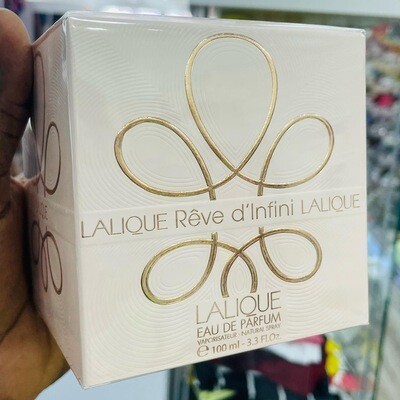 LALIQUE Rêve d'Infini LALIQUE
LALIQUE
EAU DE PARFUM
VAPORISATEUR - NATURAL SPRAY
e 100 ml - 3.3 Fl.Oz.